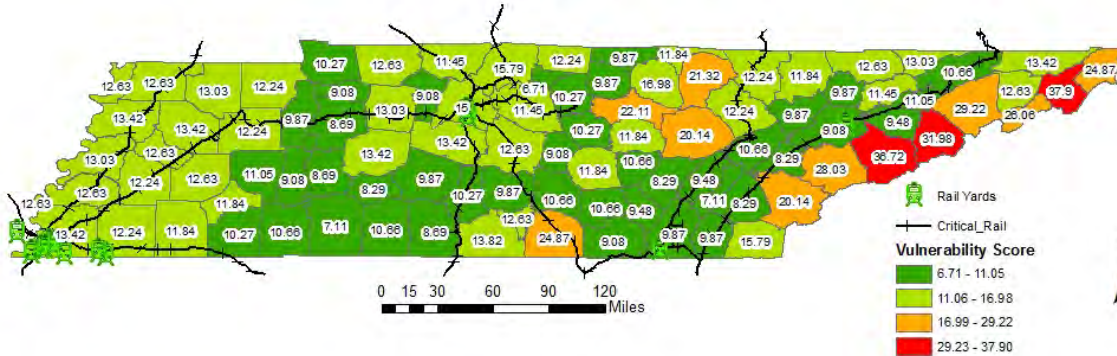 10.27 12.63 11.45 15.79 12.24 9.87 11.84
12.63 12.63 13.03 12.24 9.08 9.08 6.71 9.87 16.98 21.32 12.24 11.84 12.63 13.03 10.66 13.42 24.87
13.42 13.42 12.24 9.87 8.69 13.03 15 11.45 10.27 22.11 20.14 12.24 9.87 9.87 11.45 11.05 29.22 12.63 26.06 37.9
13.03 12.63 13.42 13.42 12.63 10.27 9.08 11.84 10.66 10.66 9.08 9.48 31.98
12.63 12.63 12.24 12.63 11.84 11.05 9.08 8.69 8.29 9.87 10.27 9.87 10.66 11.84 8.29 9.48 7.11 8.29 8.29 20.14 28.03 36.72
13.42 12.24 11.84 10.27 10.66 7.11 10.66 8.69 13.82 12.63 24.87 10.66 9.48 9.08 9.87 9.87 15.79
0 15 30 60 90 120
Miles
Rail Yards
Critical_Rail
Vulnerability Score
6.71 - 11.05
11.06 - 16.98
16.99 - 29.22
29.23 - 37.90